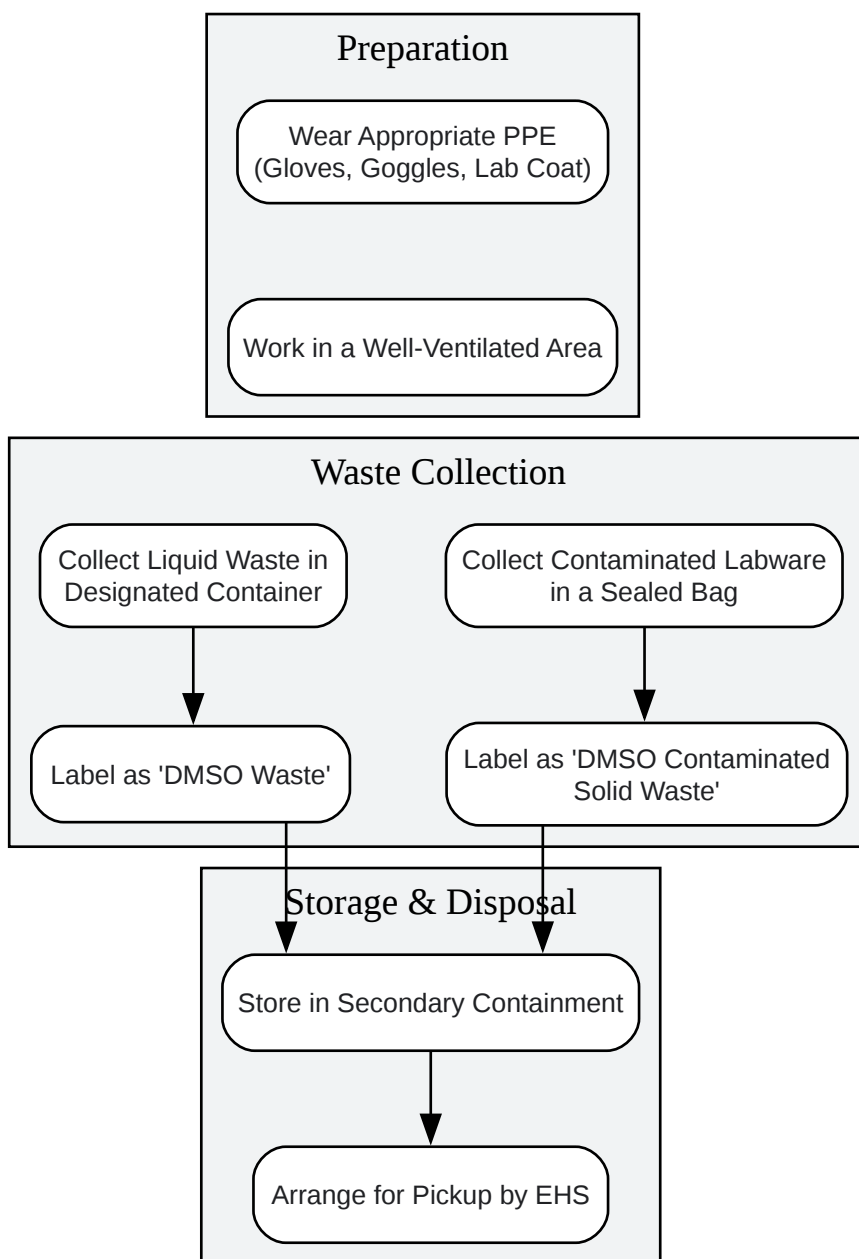 Preparation
Wear Appropriate PPE
(Gloves, Goggles, Lab Coat)
Work in a Well-Ventilated Area
Waste Collection
Collect Liquid Waste in
Designated Container
Collect Contaminated Labware
in a Sealed Bag
Label as 'DMSO Waste'
Label as 'DMSO Contaminated
Solid Waste'
Storage & Disposal
Store in Secondary Containment
Arrange for Pickup by EHS